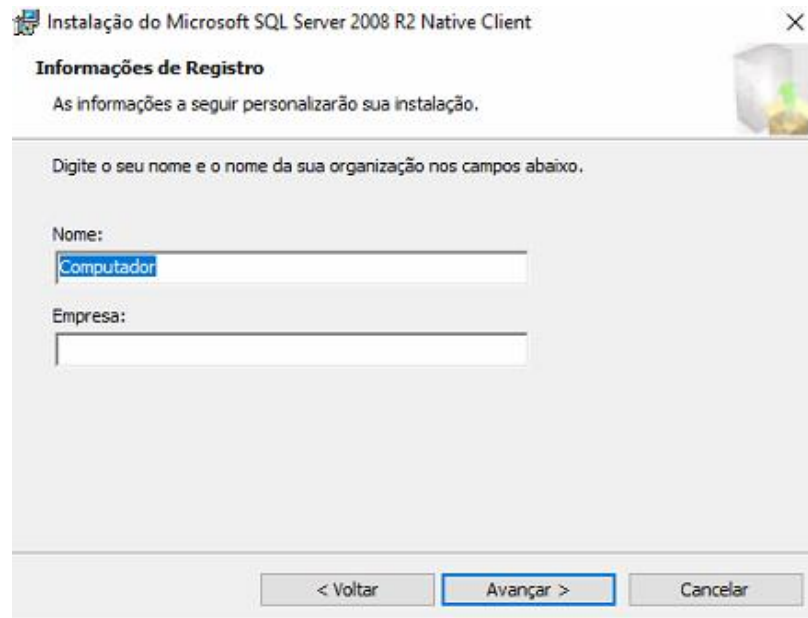 Instalação do Microsoft SQL Server 2008 R2 Native Client
Informações de Registro
As informações a seguir personalizarão sua instalação.
Digite o seu nome e o nome da sua organização nos campos abaixo.
Nome:
Computador
Empresa:
< Voltar
Avançar >
Cancelar